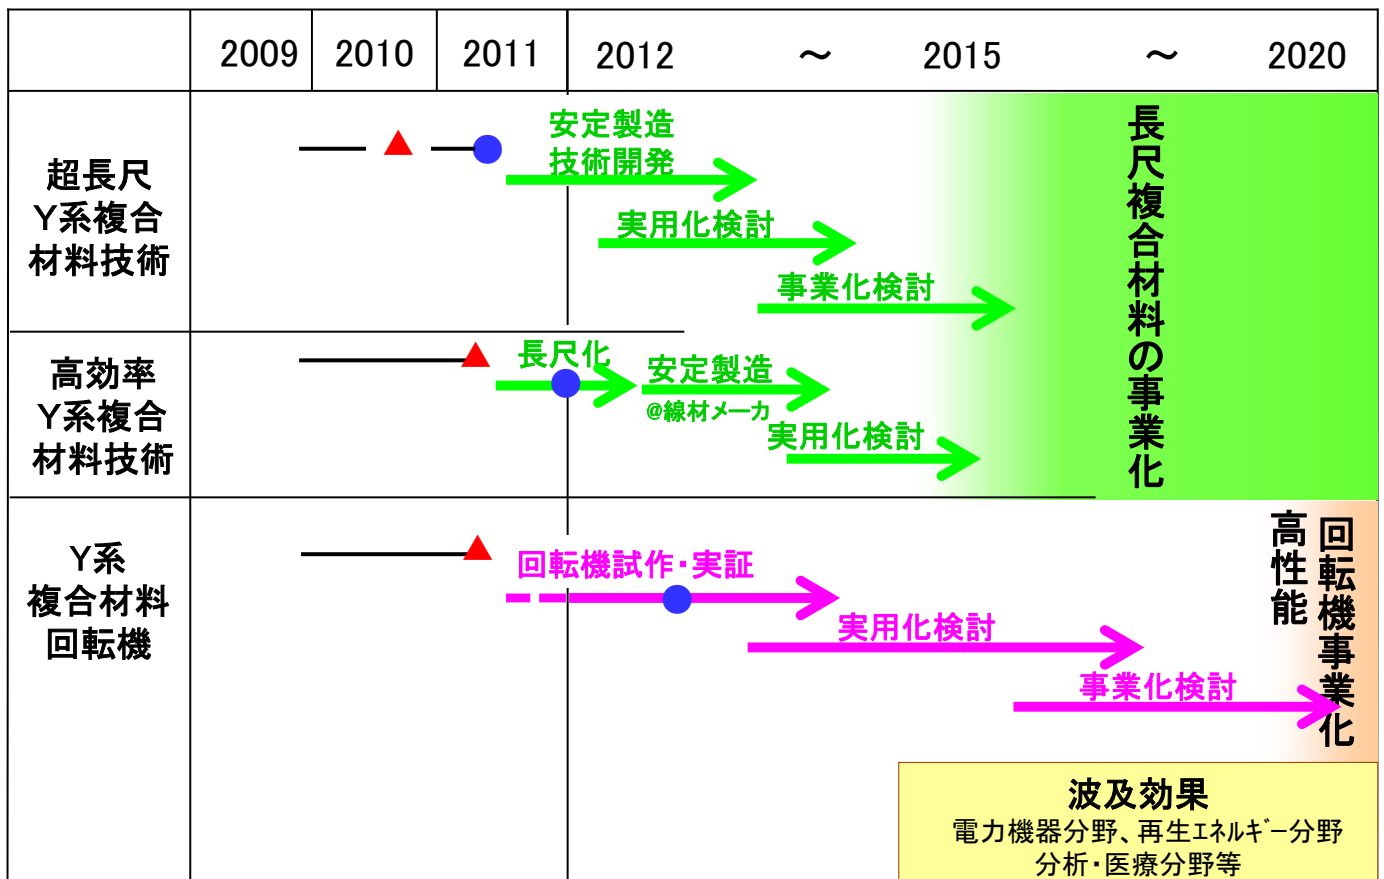 2009 2010 2011 2012 ～ 2015 ～ 2020
超長尺
Y系複合
材料技術
安定製造
技術開発
実用化検討
事業化検討
長尺複合材料の事業化
高効率
Y系複合
材料技術
長尺化
安定製造
@線材メーカ
実用化検討
Y系
複合材料
回転機
回転機試作・実証
実用化検討
事業化検討
高性能
回転機事業化
波及効果
電力機器分野、再生ｴﾈﾙｷﾞｰ分野
分析・医療分野等